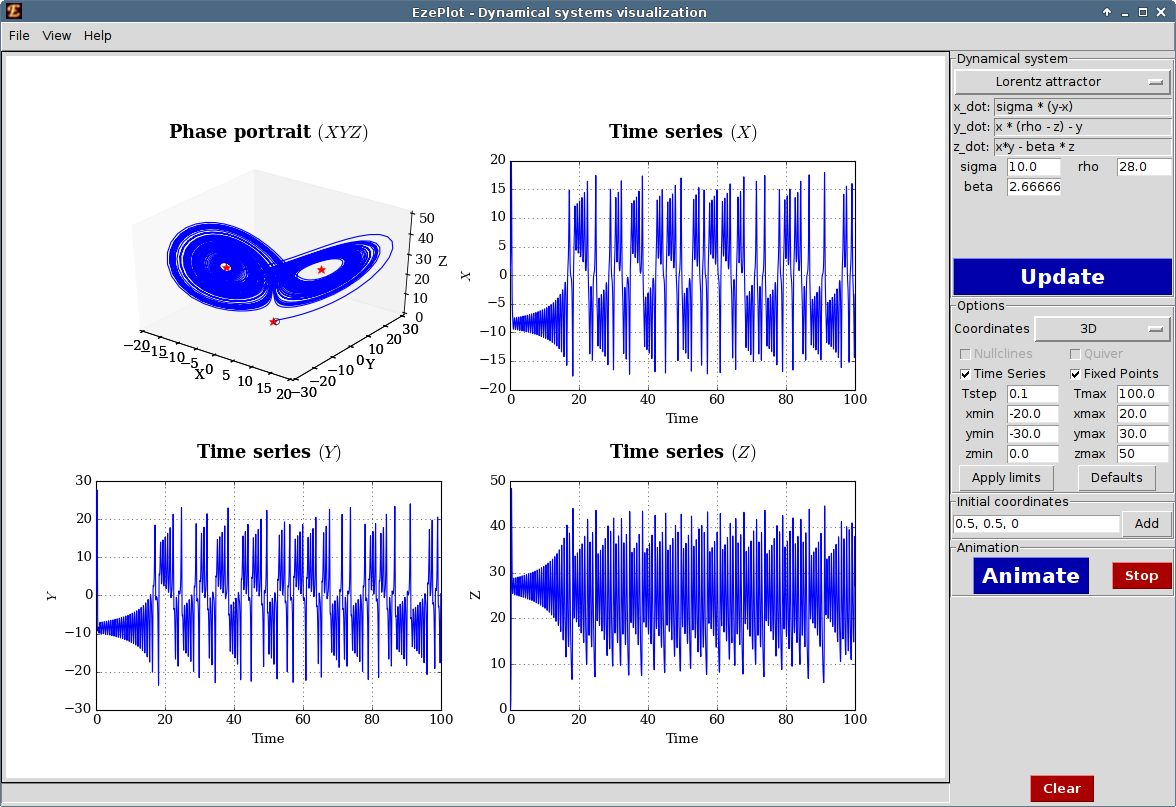 EzePlot - Dynamical systems visualization
File View Help
Phase portrait (XYZ)
50
40
30
20
10
0
Z
−20
−15
−10
−5
0
5
10
15
20
X
−30
−20
−10
0
10
20
30
Y
Time series (X)
20
15
10
5
0
−5
−10
−15
−20
X
0 20 40 60 80 100
Time
Time series (Y)
30
20
10
0
−10
−20
−30
Y
0 20 40 60 80 100
Time
Time series (Z)
50
40
30
20
10
0
Z
0 20 40 60 80 100
Time
Dynamical system
Lorentz attractor
x_dot: sigma * (y-x)
y_dot: x * (rho - z) - y
z_dot: x*y - beta * z
sigma 10.0 rho 28.0
beta 2.66666
Update
Options
Coordinates 3D
Nullclines Quiver
Time Series Fixed Points
Tstep 0.1 Tmax 100.0
xmin -20.0 xmax 20.0
ymin -30.0 ymax 30.0
zmin 0.0 zmax 50
Apply limits Defaults
Initial coordinates
0.5, 0.5, 0 Add
Animation
Animate Stop
Clear